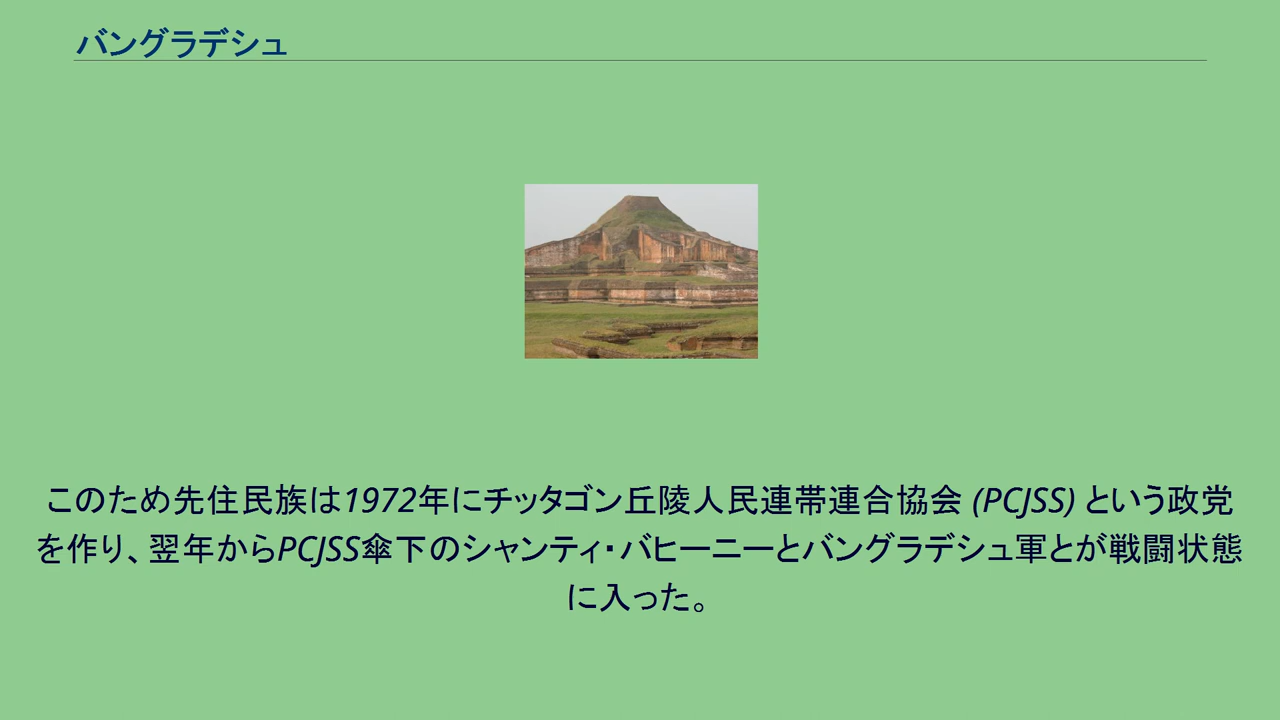 バングラデシュ
このため先住民族は1972年にチッタゴン丘陵人民連帯連合協会 (PCJSS) という政党
を作り、翌年からPCJSS傘下のシャンティ・バヒーニーとバングラデシュ軍とが戦闘状態
に入った。